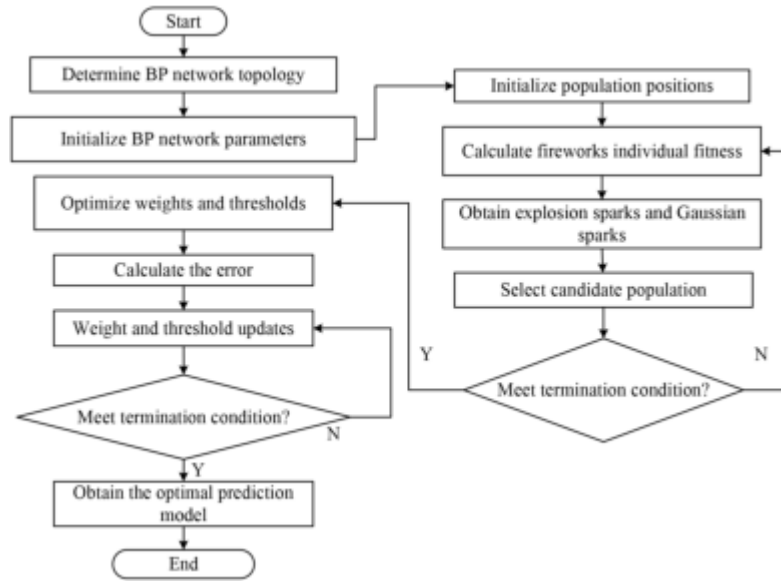 Start
Determine BP network topology
Initialize BP network parameters
Initialize population positions
Calculate fireworks individual fitness
Obtain explosion sparks and Gaussian
sparks
Select candidate population
Meet termination condition?
Y
N
Optimize weights and thresholds
Calculate the error
Weight and threshold updates
Meet termination condition?
N
Y
Obtain the optimal prediction
model
End